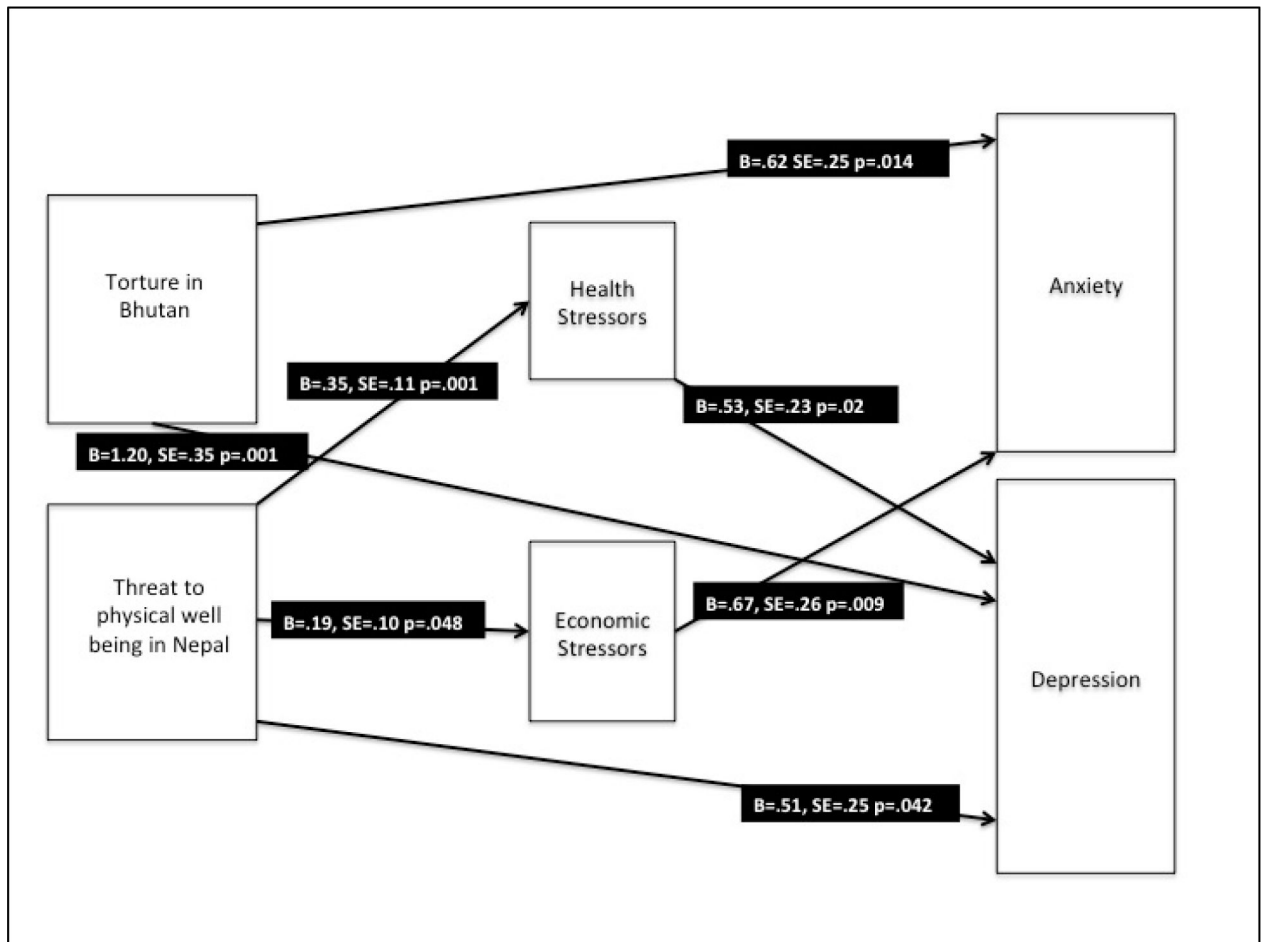 B=.62 SE=.25 p=.014
Torture in
Bhutan
Health
Stressors
Anxiety
B=.35, SE=.11 p=.001
B=.53, SE=.23 p=.02
B=1.20, SE=.35 p=.001
Threat to
physical well
being in Nepal
B=.19, SE=.10 p=.048
Economic
Stressors
B=.67, SE=.26 p=.009
Depression
B=.51, SE=.25 p=.042